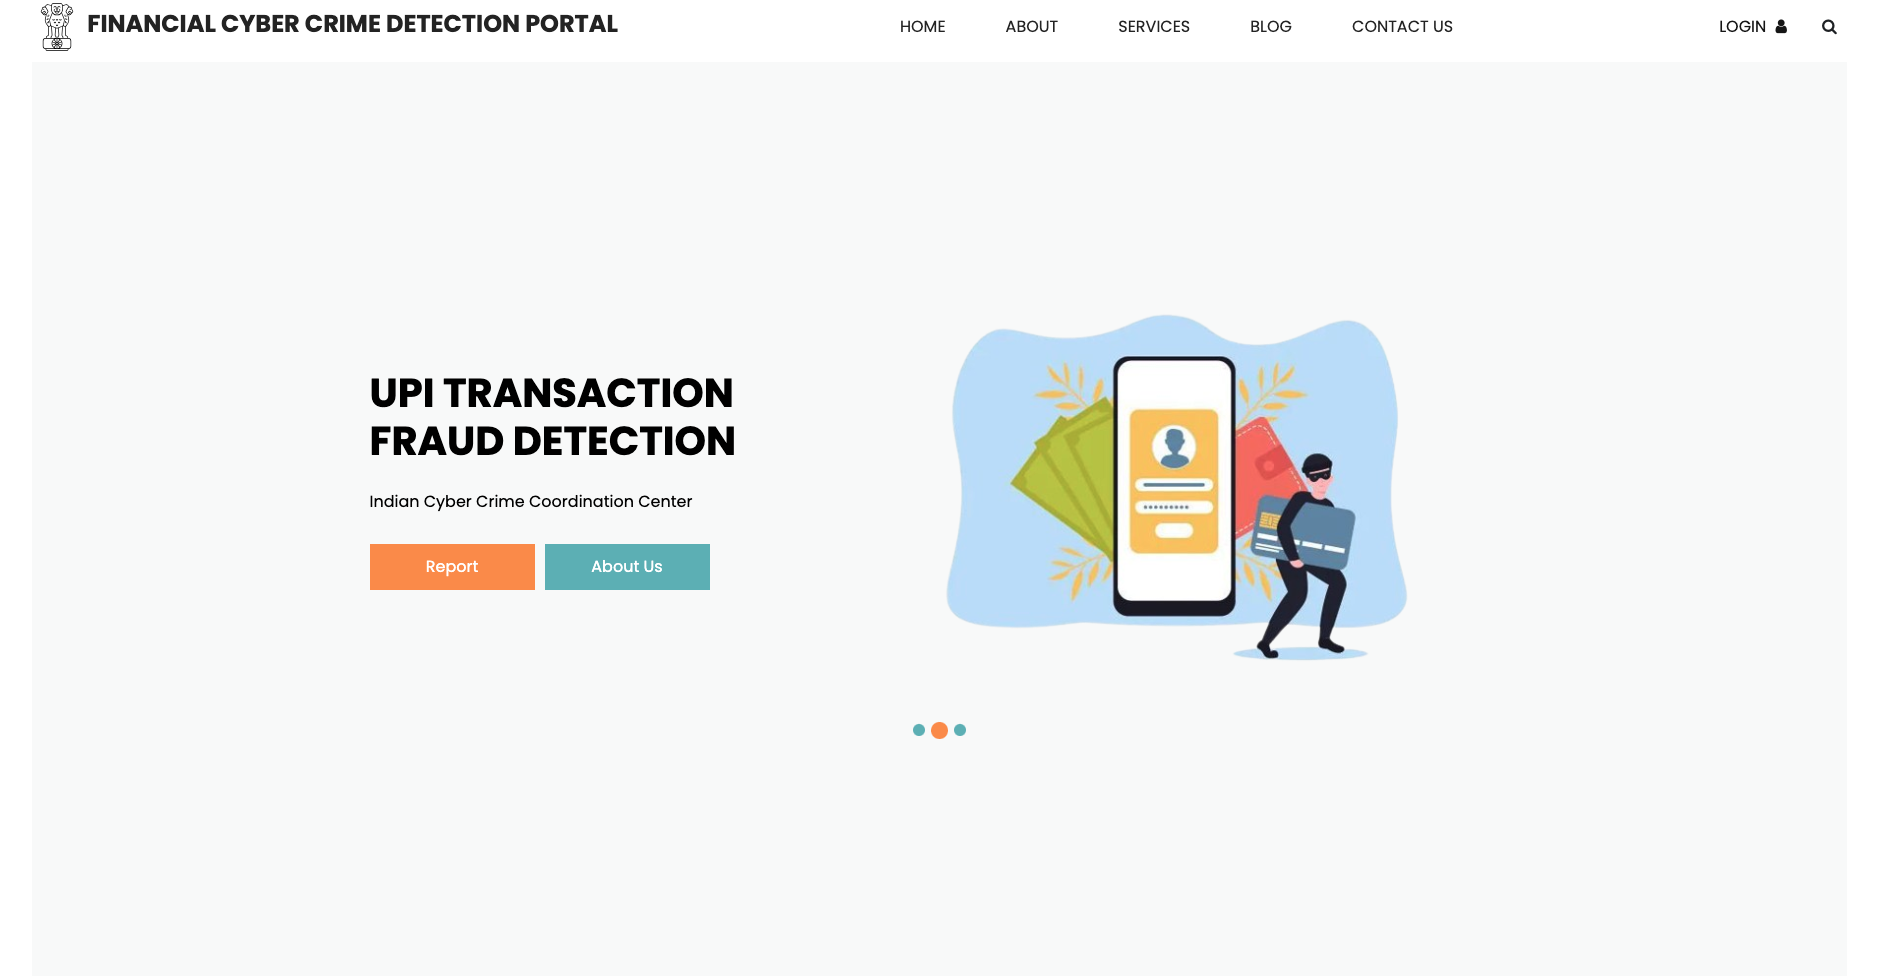 FINANCIAL CYBER CRIME DETECTION PORTAL
HOME
ABOUT
SERVICES
BLOG
CONTACT US
LOGIN
UPI TRANSACTION
FRAUD DETECTION
Indian Cyber Crime Coordination Center
Report
About Us